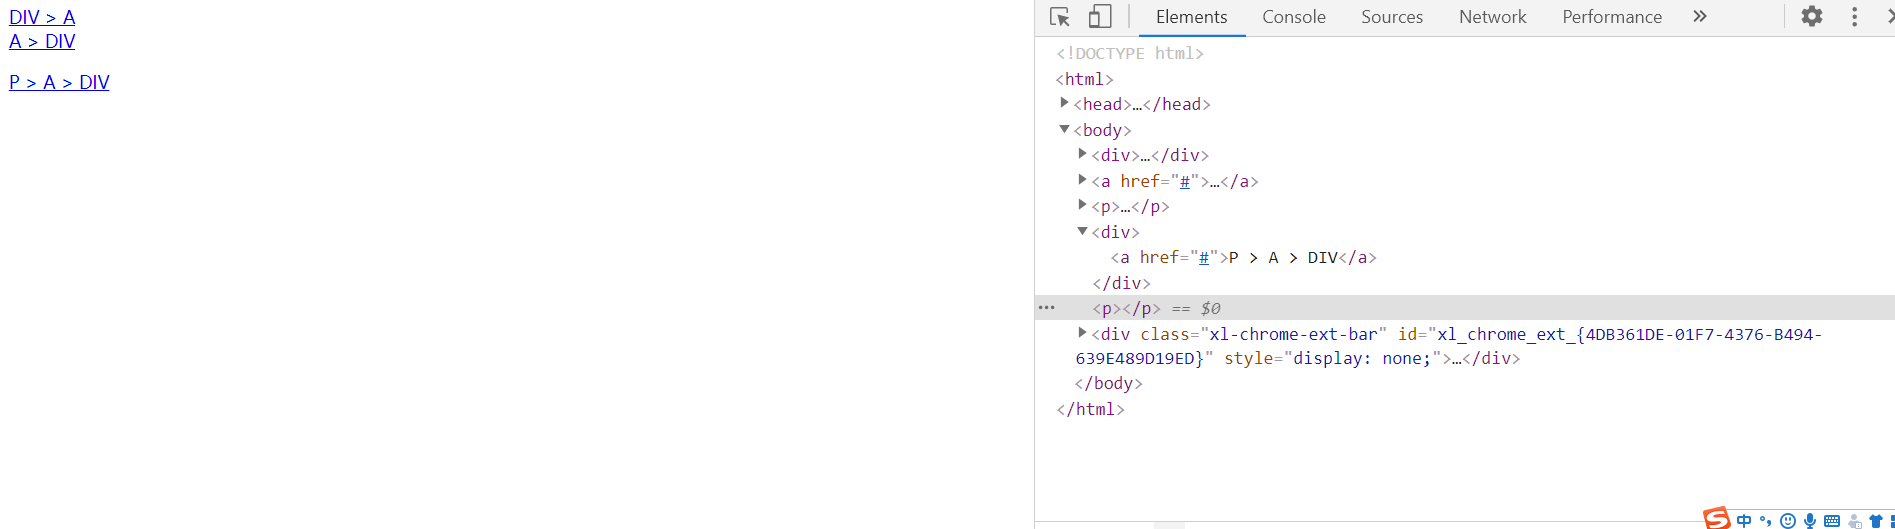 DIV > A
A > DIV
P > A > DIV
Elements Console Sources Network Performance »
<!DOCTYPE html>
<html>
<head>…</head>
<body>
<div>…</div>
<a href="#">…</a>
<p>…</p>
<div>
<a href="#">P > A > DIV</a>
</div>
… <p></p> == $0
<div class="xl-chrome-ext-bar" id="xl_chrome_ext_{4DB361DE-01F7-4376-B494-
639E489D19ED}" style="display: none;">…</div>
</body>
</html>
S 中